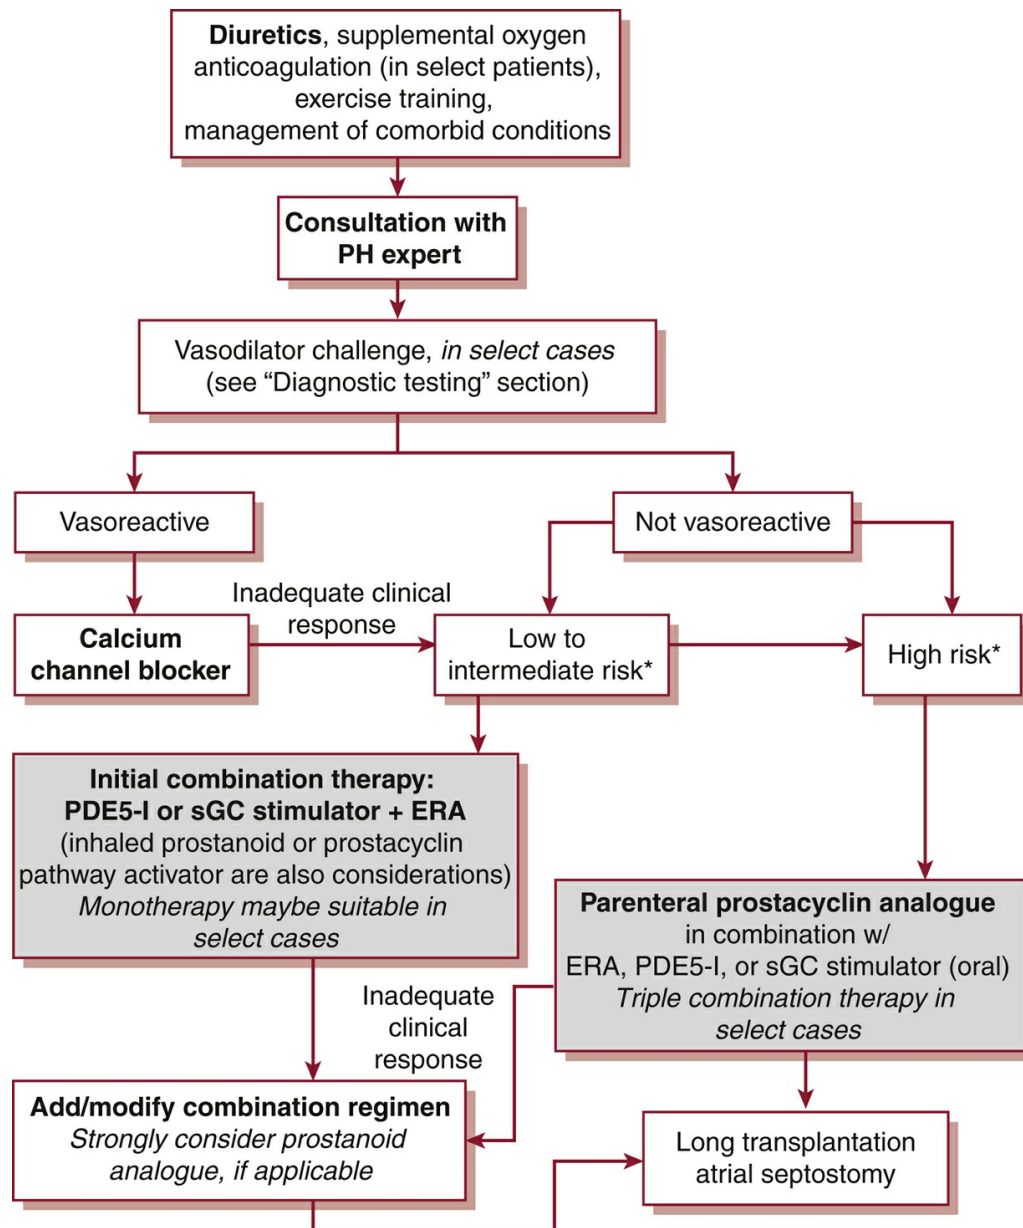 Diuretics, supplemental oxygen
anticoagulation (in select patients),
exercise training,
management of comorbid conditions
Consultation with
PH expert
Vasodilator challenge, in select cases
(see “Diagnostic testing” section)
Vasoreactive
Not vasoreactive
Inadequate clinical
response
Calcium
channel blocker
Low to
intermediate risk*
High risk*
Initial combination therapy:
PDE5-I or sGC stimulator + ERA
(inhaled prostanoid or prostacyclin
pathway activator are also considerations)
Monotherapy maybe suitable in
select cases
Parenteral prostacyclin analogue
in combination w/
ERA, PDE5-I, or sGC stimulator (oral)
Triple combination therapy in
select cases
Inadequate
clinical
response
Add/modify combination regimen
Strongly consider prostanoid
analogue, if applicable
Long transplantation
atrial septostomy